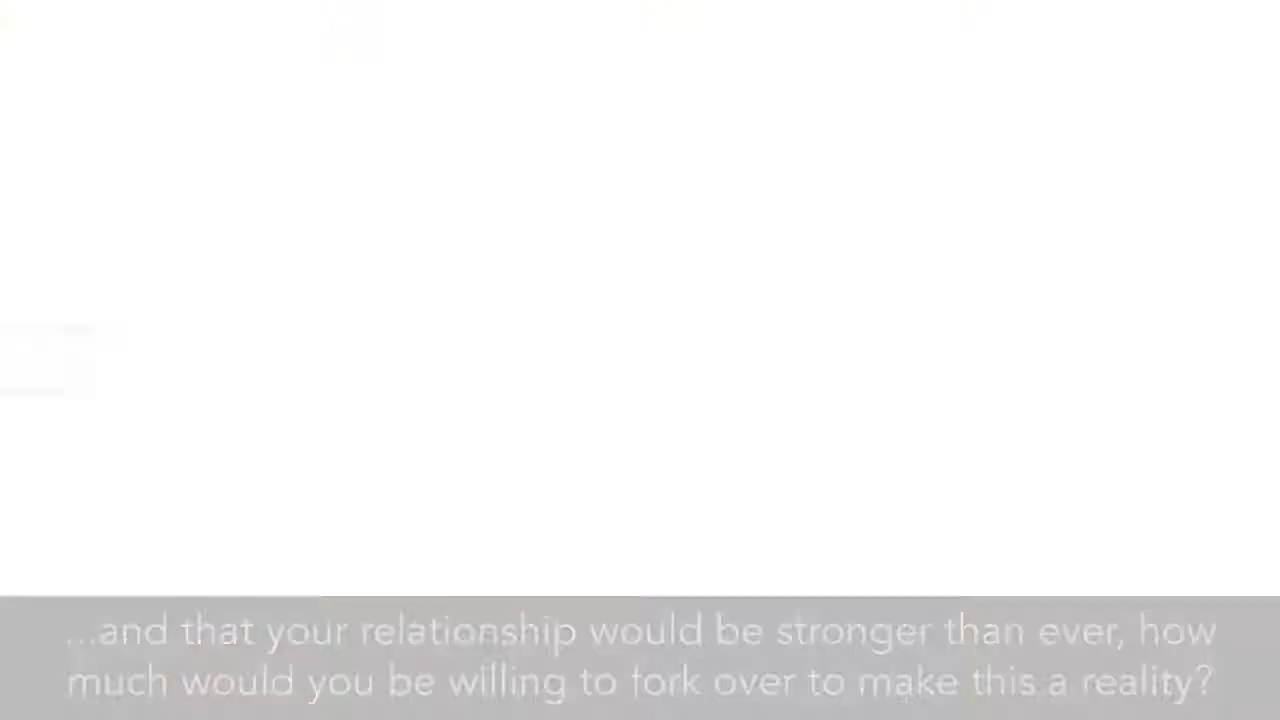 ...and that your relationship would be stronger than ever, how
much would you be willing to fork over to make this a reality?